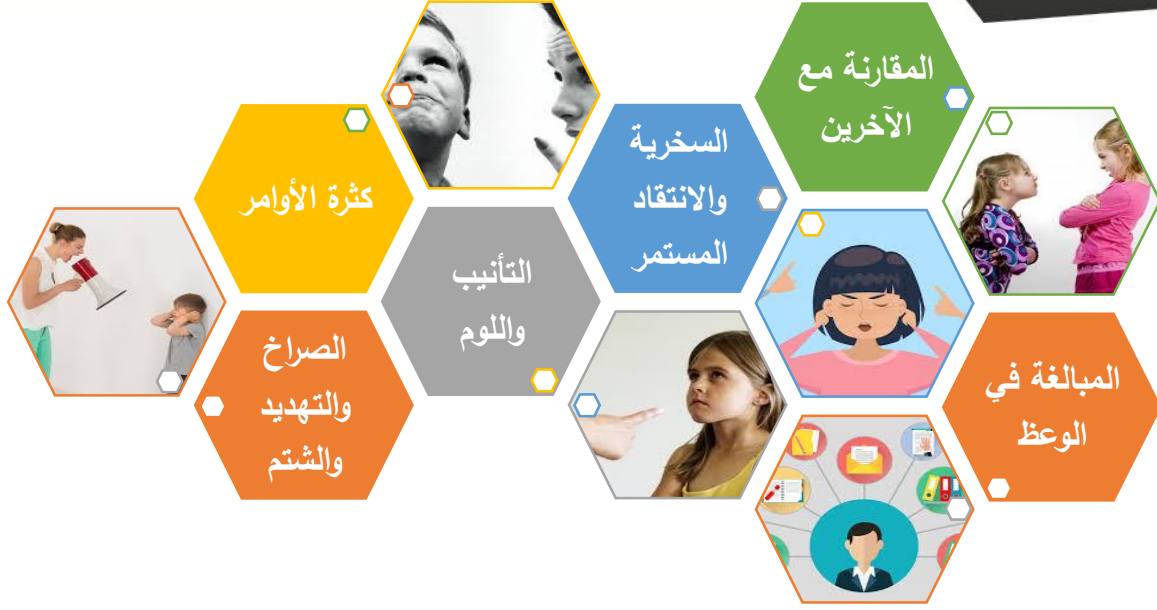 المقارنة مع
الآخرين
السخرية
والانتقاد
المستمر
كثرة الأوامر
التأنيب
واللوم
الصراخ
والتهديد
والشتم
المبالغة في
الوعظ